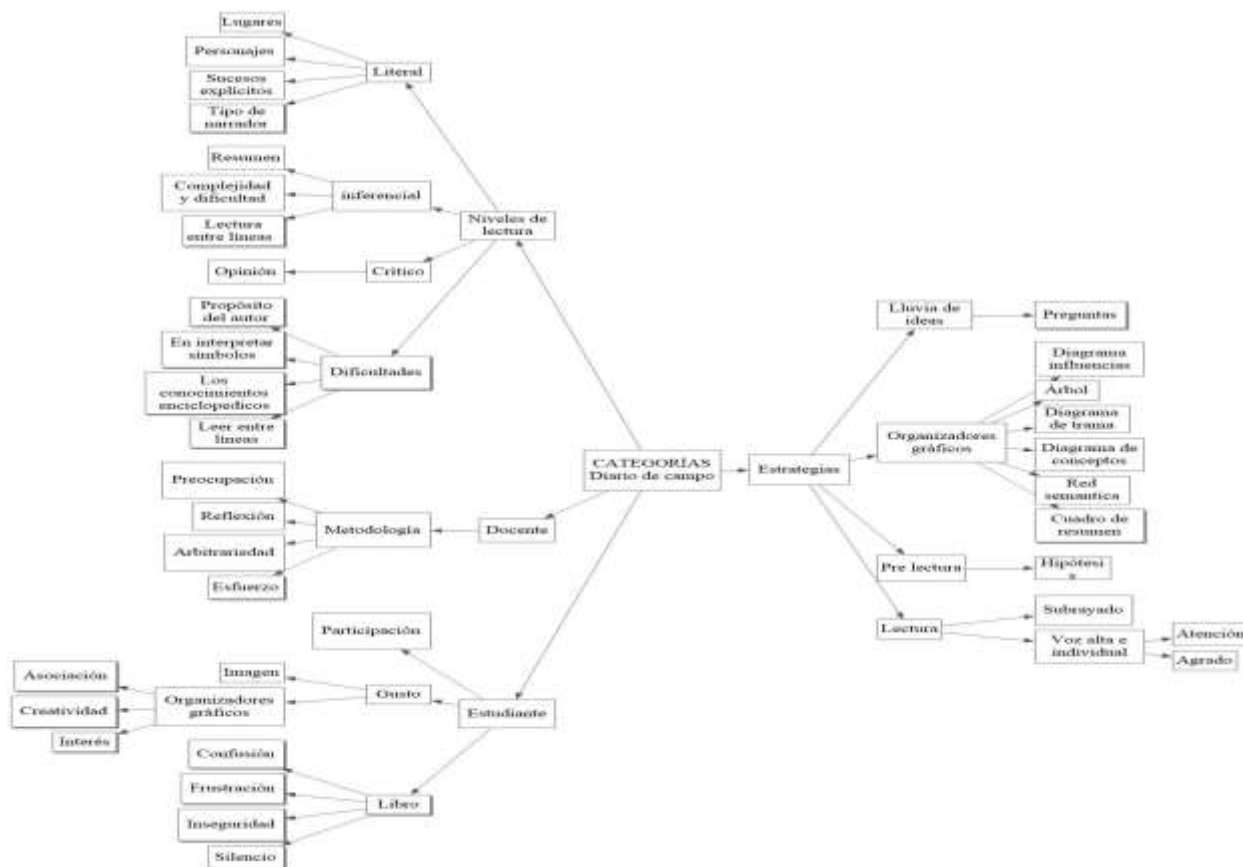 Lugares
Personajes
Sucesos
explícitos
Tipo de
narrador
Literal
Resumen
Complejidad
y dificultad
Lectura
entre líneas
inferencial
Niveles de
lectura
Opinión
Crítico
Propósito
del autor
En interpretar
símbolos
Los
conocimientos
enciclopedicos
Leer entre
líneas
Dificultades
CATEGORÍAS
Diario de campo
Preocupación
Reflexión
Arbitrariedad
Esfuerzo
Metodología
Docente
Participación
Imagen
Gusto
Asociación
Creatividad
Interés
Organizadores
gráficos
Estudiante
Confusión
Frustración
Inseguridad
Silencio
Libro
Estrategias
Lluvia de
ideas
Preguntas
Organizadores
gráficos
Diagrama
influencias
Árbol
Diagrama
de trama
Diagrama de
conceptos
Red
semantica
Cuadro de
resumen
Pre lectura
Hipótesi
s
Lectura
Subrayado
Voz alta e
individual
Atención
Agrado